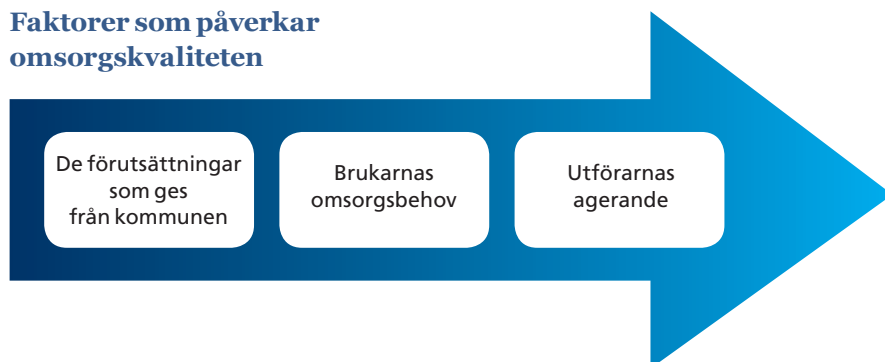 Faktorer som påverkar
omsorgskvaliteten
De förutsättningar
som ges
från kommunen
Brukarnas
omsorgsbehov
Utförarnas
agerande